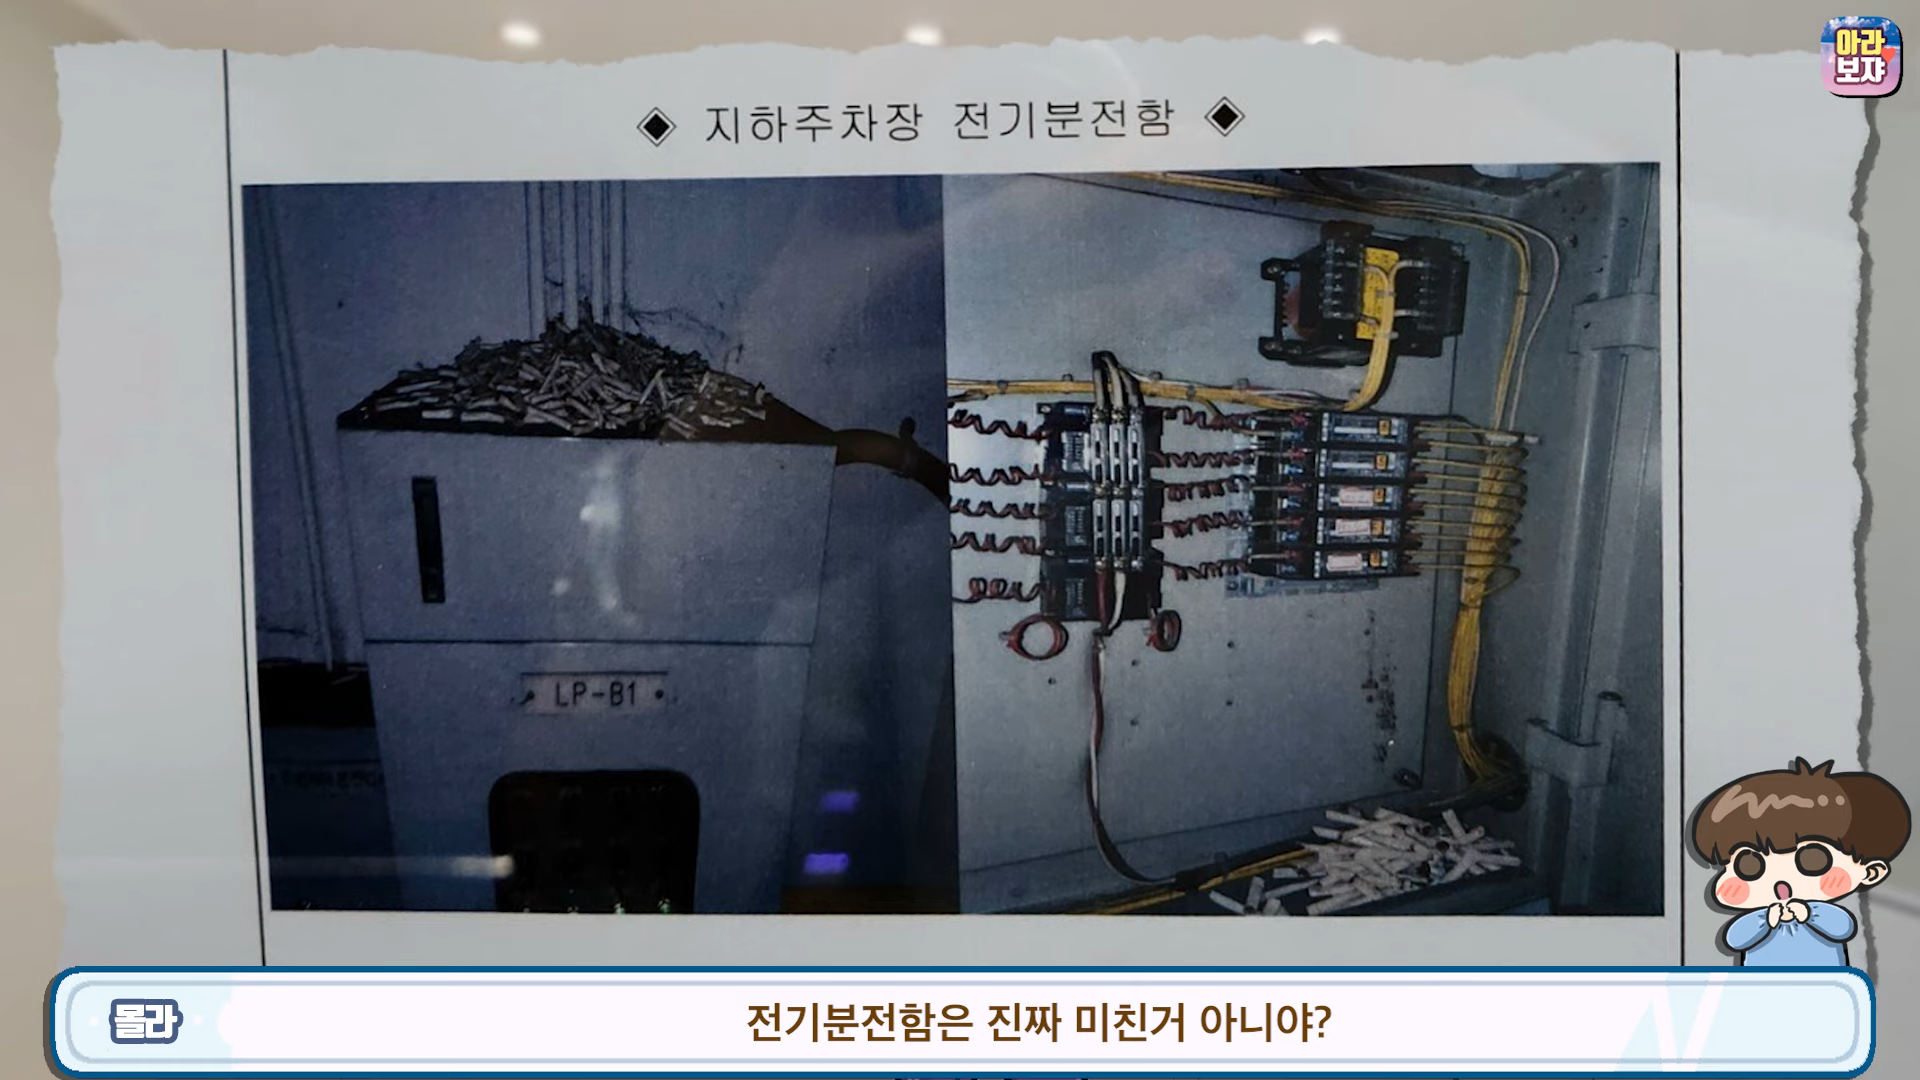 아라
보쟈
◈ 지하주차장 전기분전함 ◈
LP-B1
몰라
전기분전함은 진짜 미친거 아니야?